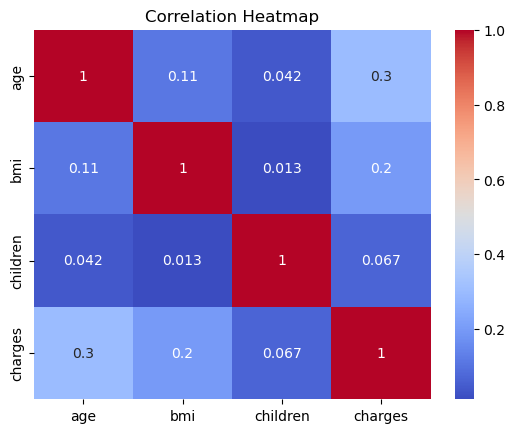 Correlation Heatmap
age 1 0.11 0.042 0.3
bmi 0.11 1 0.013 0.2
children 0.042 0.013 1 0.067
charges 0.3 0.2 0.067 1
age bmi children charges
1.0
0.8
0.6
0.4
0.2